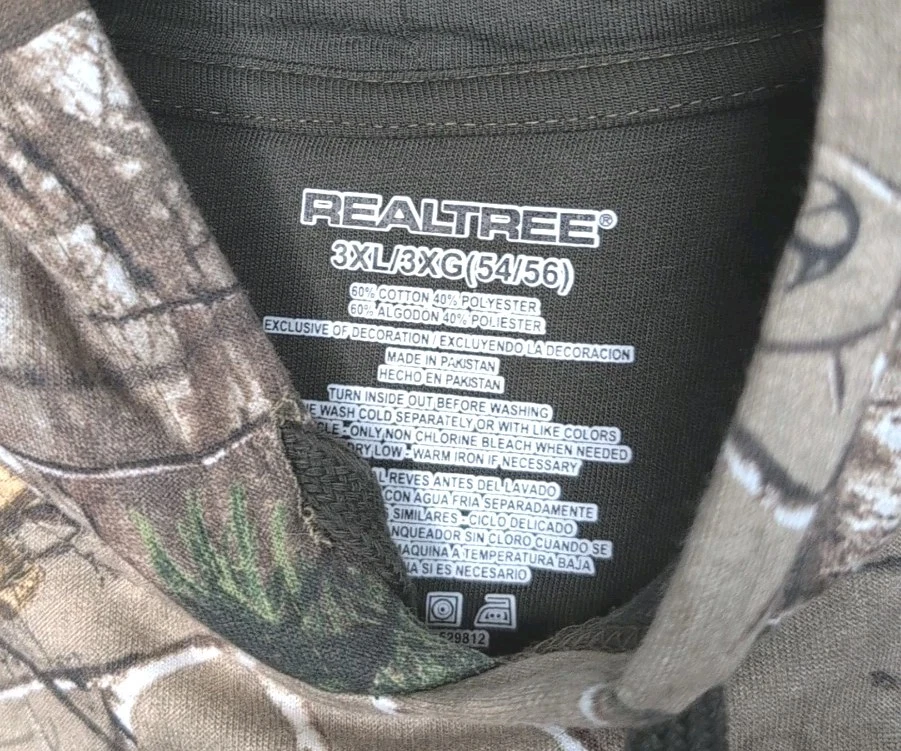 REALTREE®
3XL/3XG(54/56)
60% COTTON 40% POLYESTER
60% ALGODON 40% POLIESTER
EXCLUSIVE OF DECORATION / EXCLUYENDO LA DECORACION
MADE IN PAKISTAN
HECHO EN PAKISTAN
TURN INSIDE OUT BEFORE WASHING
WASH COLD SEPARATELY OR WITH LIKE COLORS
- ONLY NON CHLORINE BLEACH WHEN NEEDED
DRY LOW - WARM IRON IF NECESSARY
REVES ANTES DEL LAVADO
CON AGUA FRIA SEPARADAMENTE
SIMILARES - CICLO DELICADO
SIN CLORO CUANDO SE
MAQUINA A TEMPERATURA BAJA
SI ES NECESARIO
529812